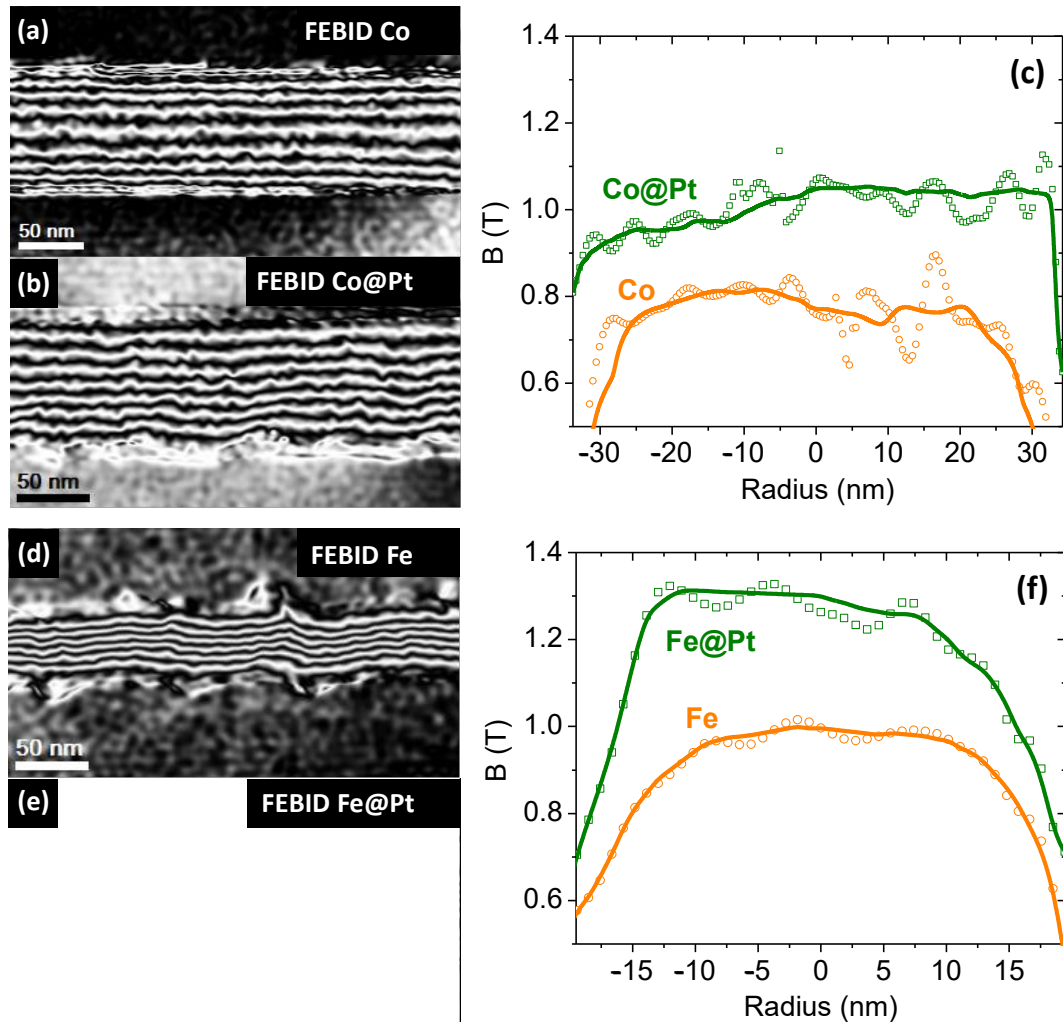 (a) FEBID Co
50 nm
(b) FEBID Co@Pt
50 nm
(c)
1.4
1.2
1.0
0.8
0.6
B (T)
Co@Pt
Co
-30 -20 -10 0 10 20 30
Radius (nm)
(d) FEBID Fe
50 nm
(e) FEBID Fe@Pt
(f)
1.4
1.2
1.0
0.8
0.6
B (T)
Fe@Pt
Fe
-15 -10 -5 0 5 10 15
Radius (nm)